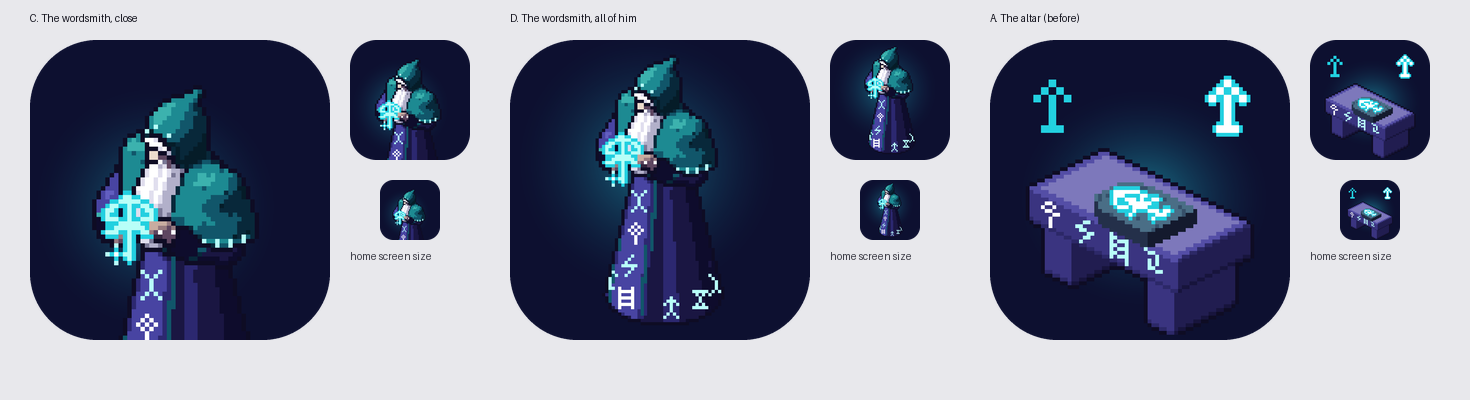 C. The wordsmith, close
D. The wordsmith, all of him
A. The altar (before)
home screen size
home screen size
home screen size